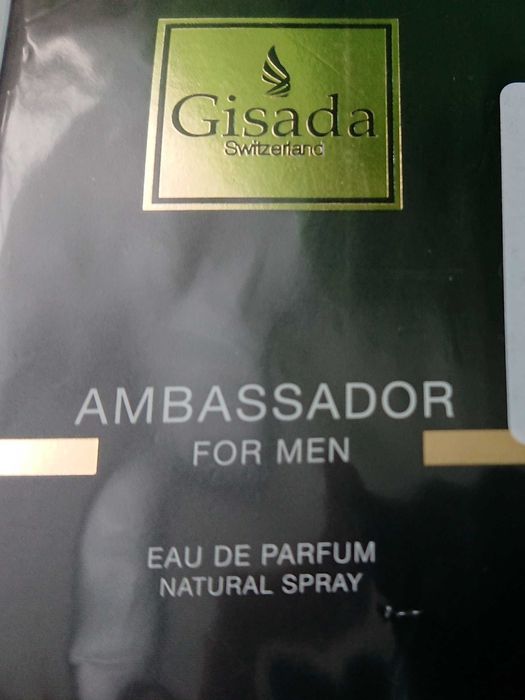 Gisada
Switzerland
AMBASSADOR
FOR MEN
EAU DE PARFUM
NATURAL SPRAY